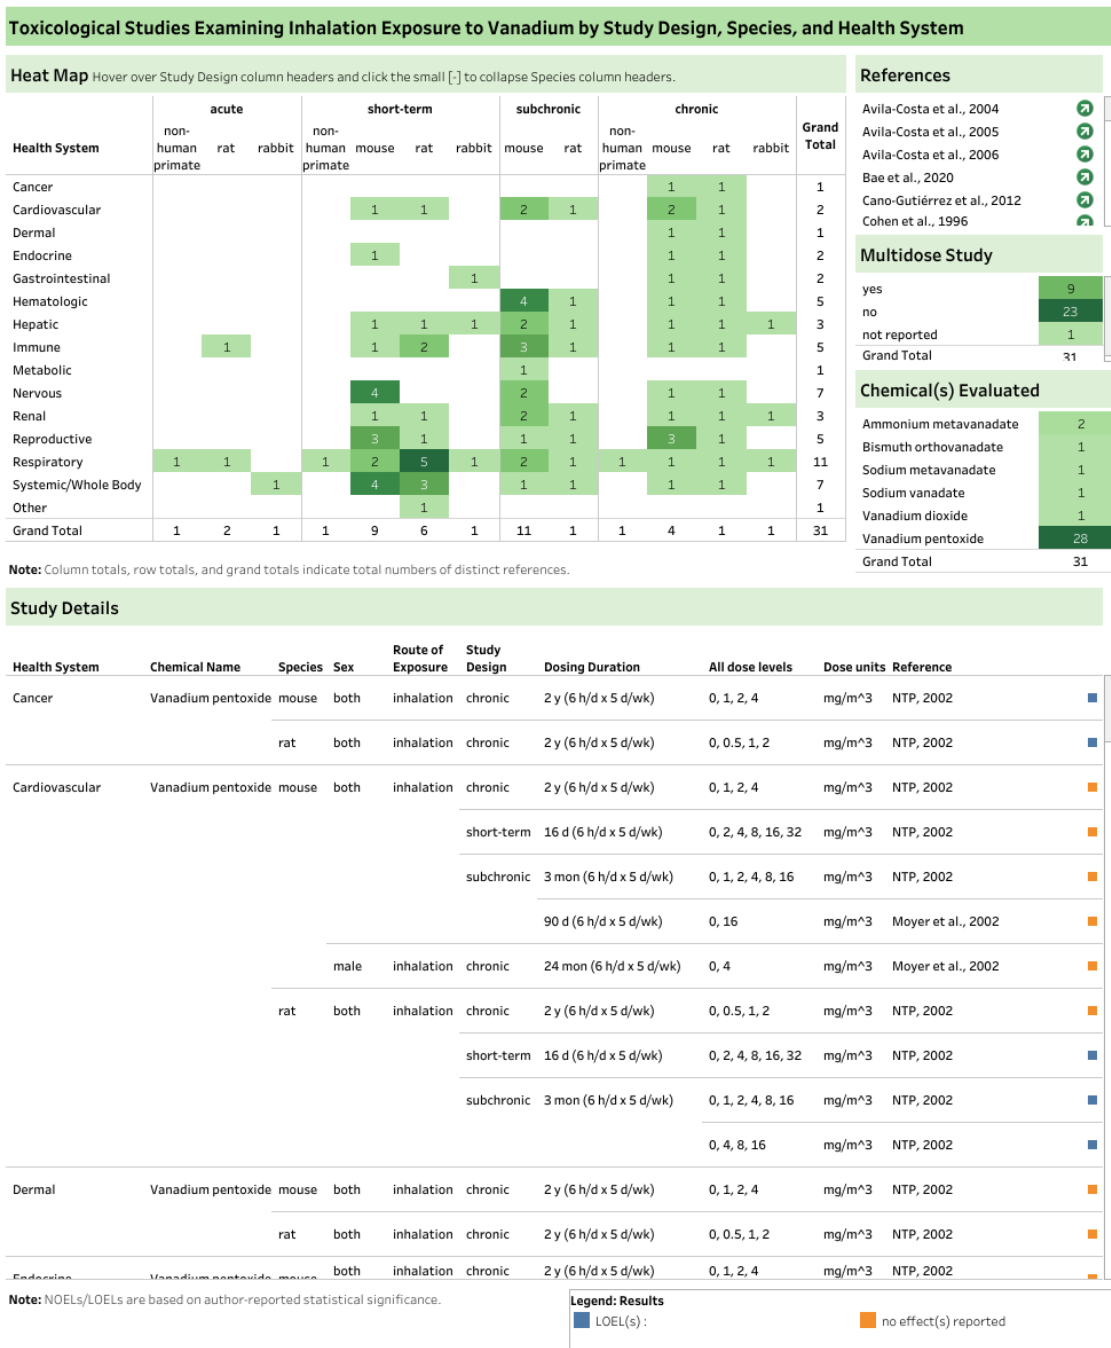 Toxicological Studies Examining Inhalation Exposure to Vanadium by Study Design, Species, and Health System
Heat Map Hover over Study Design column headers and click the small [-] to collapse Species column headers.
acute short-term subchronic chronic
Health System non-human primate rat rabbit non-human primate mouse rat rabbit mouse rat non-human primate mouse rat rabbit Grand Total
Cancer 1 1 1
Cardiovascular 1 1 2 1 2 1 2
Dermal 1 1 1
Endocrine 1 1 1 2
Gastrointestinal 1 1 1 2
Hematologic 4 1 1 1 5
Hepatic 1 1 1 2 1 1 1 1 3
Immune 1 1 2 3 1 1 1 5
Metabolic 1 1
Nervous 4 2 1 1 7
Renal 1 1 2 1 1 1 1 3
Reproductive 3 1 1 1 3 1 5
Respiratory 1 1 1 2 5 1 2 1 1 1 1 1 11
Systemic/Whole Body 1 4 3 1 1 1 1 7
Other 1 1
Grand Total 1 2 1 1 9 6 1 11 1 1 4 1 1 31
Note: Column totals, row totals, and grand totals indicate total numbers of distinct references.
References
Avila-Costa et al., 2004
Avila-Costa et al., 2005
Avila-Costa et al., 2006
Bae et al., 2020
Cano-Gutiérrez et al., 2012
Cohen et al., 1996
Multidose Study
yes 9
no 23
not reported 1
Grand Total 31
Chemical(s) Evaluated
Ammonium metavanadate 2
Bismuth orthovanadate 1
Sodium metavanadate 1
Sodium vanadate 1
Vanadium dioxide 1
Vanadium pentoxide 28
Grand Total 31
Study Details
Health System Chemical Name Species Sex Route of Exposure Study Design Dosing Duration All dose levels Dose units Reference
Cancer Vanadium pentoxide mouse both inhalation chronic 2 y (6 h/d x 5 d/wk) 0, 1, 2, 4 mg/m^3 NTP, 2002
rat both inhalation chronic 2 y (6 h/d x 5 d/wk) 0, 0.5, 1, 2 mg/m^3 NTP, 2002
Cardiovascular Vanadium pentoxide mouse both inhalation chronic 2 y (6 h/d x 5 d/wk) 0, 1, 2, 4 mg/m^3 NTP, 2002
short-term 16 d (6 h/d x 5 d/wk) 0, 2, 4, 8, 16, 32 mg/m^3 NTP, 2002
subchronic 3 mon (6 h/d x 5 d/wk) 0, 1, 2, 4, 8, 16 mg/m^3 NTP, 2002
90 d (6 h/d x 5 d/wk) 0, 16 mg/m^3 Moyer et al., 2002
male inhalation chronic 24 mon (6 h/d x 5 d/wk) 0, 4 mg/m^3 Moyer et al., 2002
rat both inhalation chronic 2 y (6 h/d x 5 d/wk) 0, 0.5, 1, 2 mg/m^3 NTP, 2002
short-term 16 d (6 h/d x 5 d/wk) 0, 2, 4, 8, 16, 32 mg/m^3 NTP, 2002
subchronic 3 mon (6 h/d x 5 d/wk) 0, 1, 2, 4, 8, 16 mg/m^3 NTP, 2002
0, 4, 8, 16 mg/m^3 NTP, 2002
Dermal Vanadium pentoxide mouse both inhalation chronic 2 y (6 h/d x 5 d/wk) 0, 1, 2, 4 mg/m^3 NTP, 2002
rat both inhalation chronic 2 y (6 h/d x 5 d/wk) 0, 0.5, 1, 2 mg/m^3 NTP, 2002
Endocrine Vanadium pentoxide mouse both inhalation chronic 2 y (6 h/d x 5 d/wk) 0, 1, 2, 4 mg/m^3 NTP, 2002
Note: NOELs/LOELs are based on author-reported statistical significance.
Legend: Results
LOEL(s) : no effect(s) reported